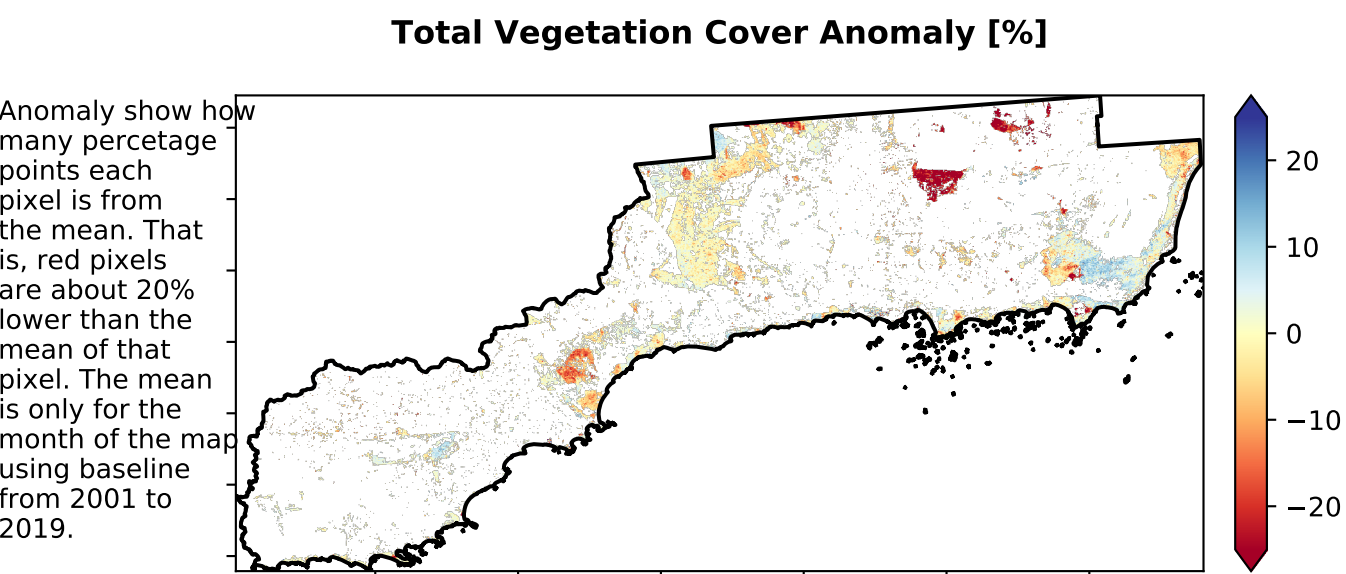 Total Vegetation Cover Anomaly [%]
Anomaly show how
many percetage
points each
pixel is from
the mean. That
is, red pixels
are about 20%
lower than the
mean of that
pixel. The mean
is only for the
month of the map
using baseline
from 2001 to
2019.
20
10
0
−10
−20